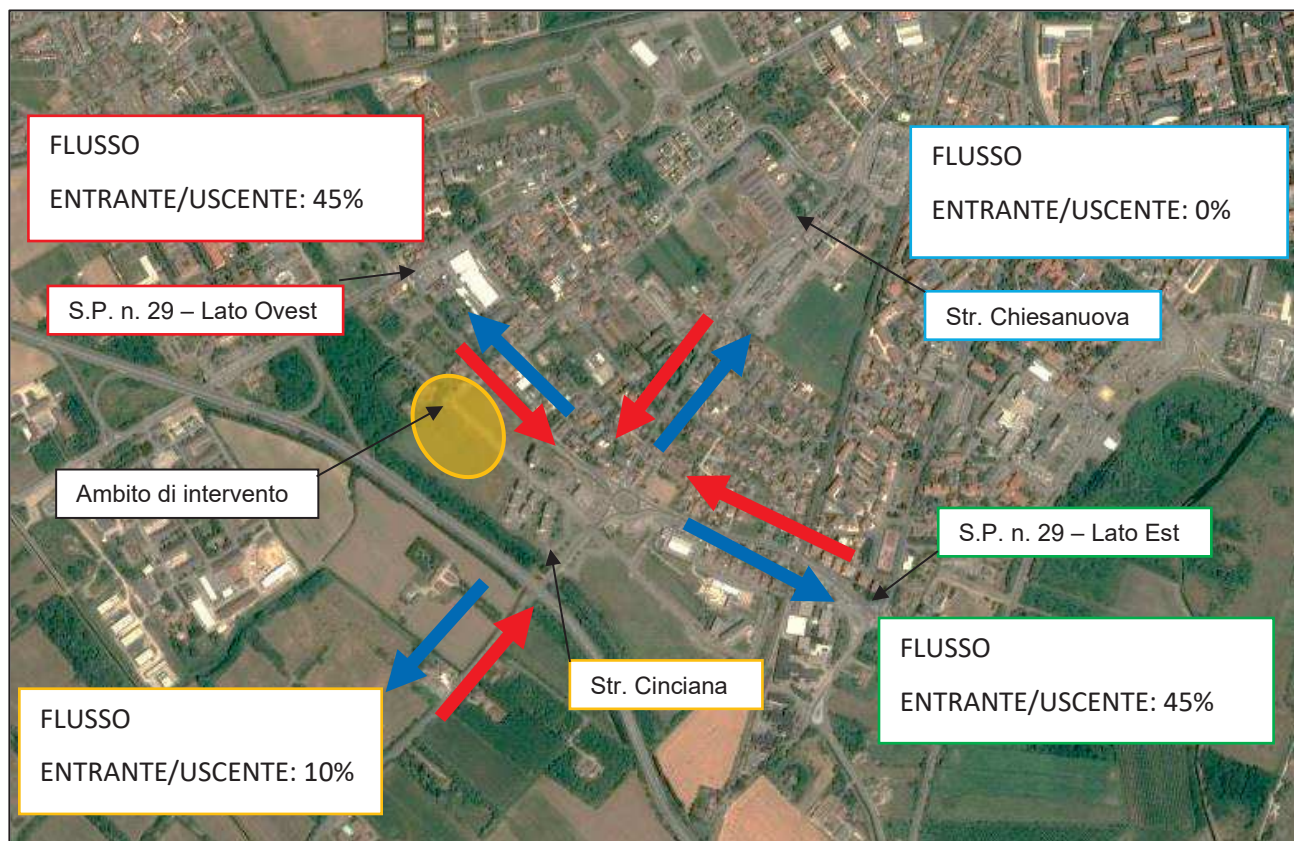 FLUSSO
ENTRANTE/USCENTE: 45%
FLUSSO
ENTRANTE/USCENTE: 0%
S.P. n. 29 – Lato Ovest
Str. Chiesanuova
Ambito di intervento
S.P. n. 29 – Lato Est
FLUSSO
ENTRANTE/USCENTE: 45%
Str. Cinciana
FLUSSO
ENTRANTE/USCENTE: 10%